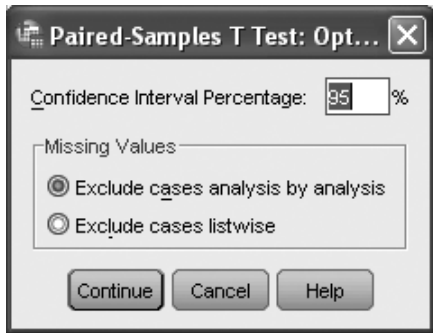 Paired-Samples T Test: Opt...
Confidence Interval Percentage: 95 %
Missing Values
Exclude cases analysis by analysis
Exclude cases listwise
Continue Cancel Help